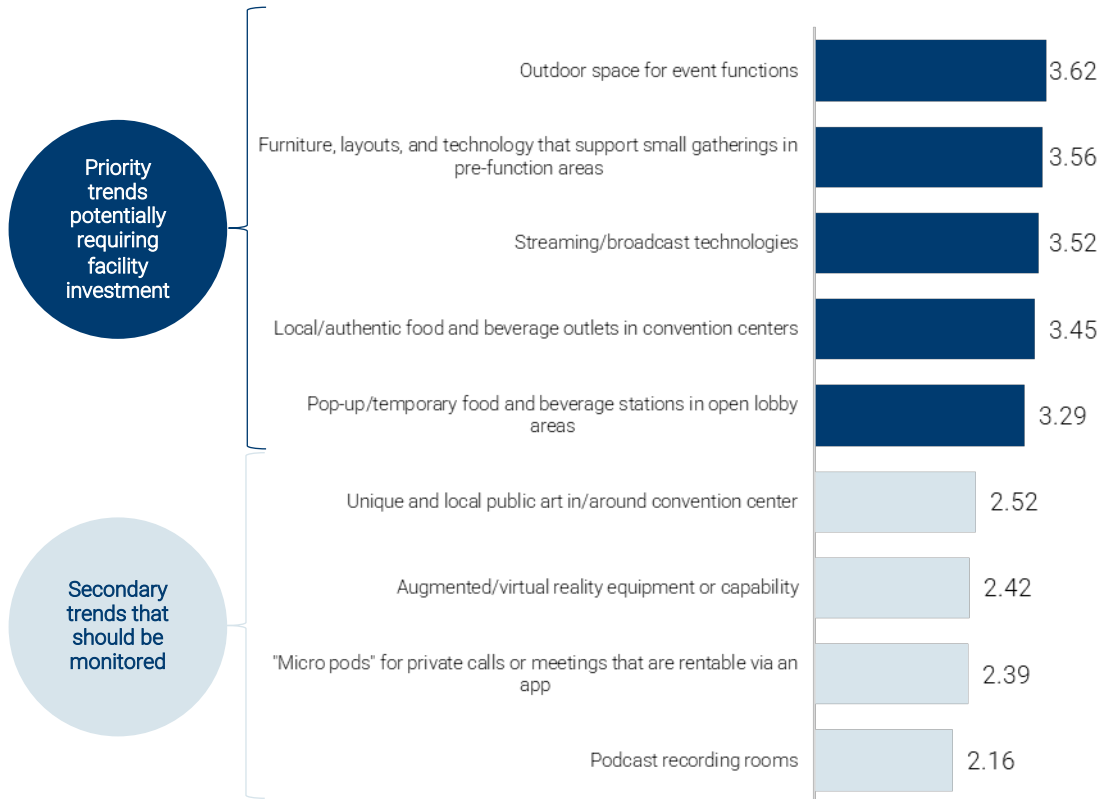 Priority
trends
potentially
requiring
facility
investment
Outdoor space for event functions
3.62
Furniture, layouts, and technology that support small gatherings in
pre-function areas
3.56
Streaming/broadcast technologies
3.52
Local/authentic food and beverage outlets in convention centers
3.45
Pop-up/temporary food and beverage stations in open lobby
areas
3.29
Secondary
trends that
should be
monitored
Unique and local public art in/around convention center
2.52
Augmented/virtual reality equipment or capability
2.42
"Micro pods" for private calls or meetings that are rentable via an
app
2.39
Podcast recording rooms
2.16